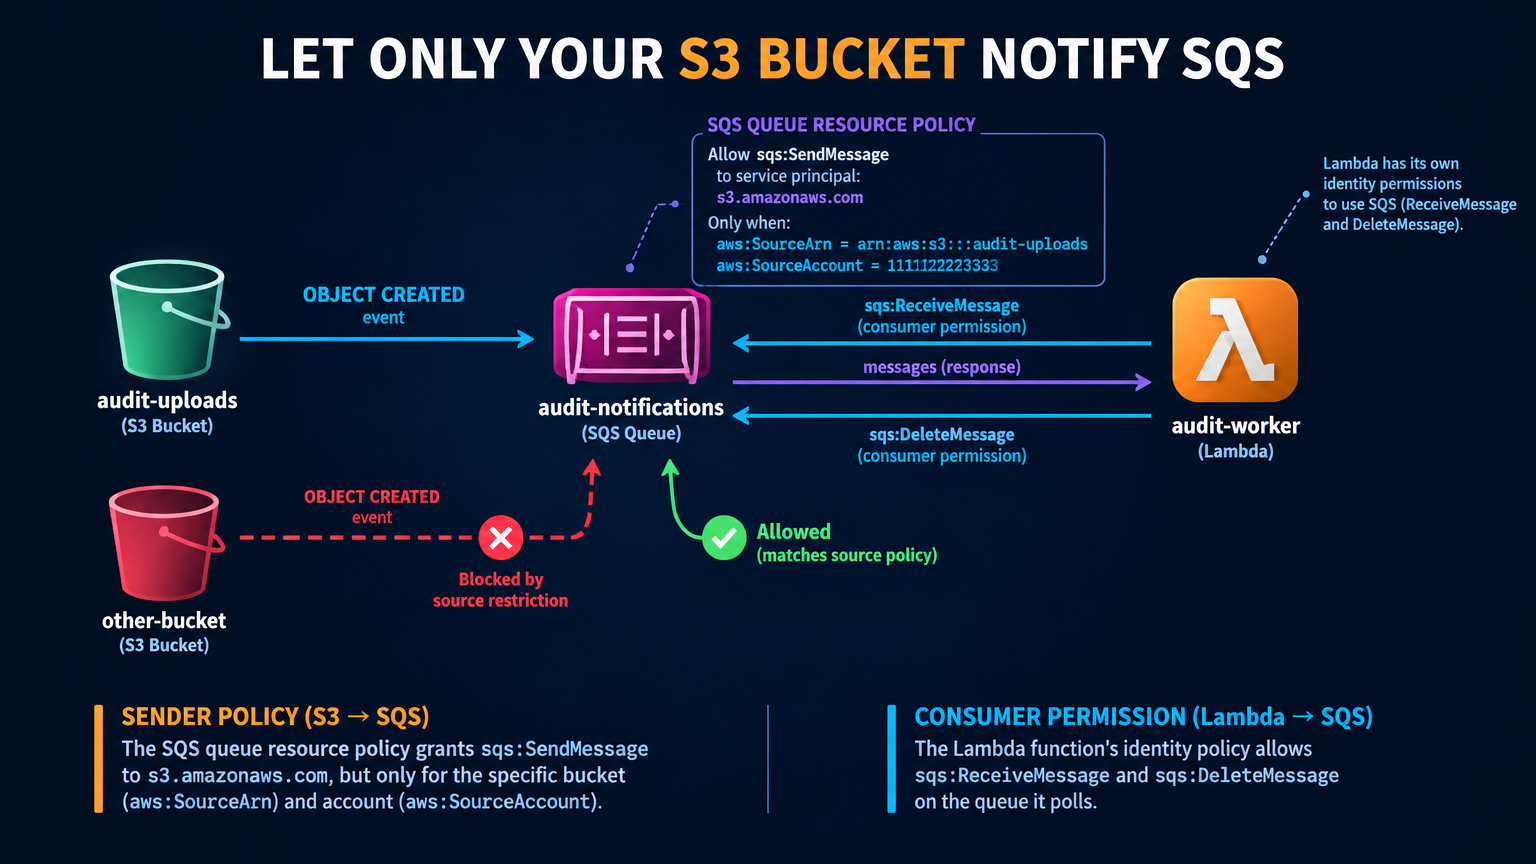 LET ONLY YOUR S3 BUCKET NOTIFY SQS
SQS QUEUE RESOURCE POLICY
Allow sqs:SendMessage
to service principal:
s3.amazonaws.com
Only when:
aws:SourceArn = arn:aws:s3:::audit-uploads
aws:SourceAccount =
Lambda has its own
identity permissions
to use SQS (ReceiveMessage
and DeleteMessage).
OBJECT CREATED
event
audit-uploads
(S3 Bucket)
audit-notifications
(SQS Queue)
sqs:ReceiveMessage
(consumer permission)
messages (response)
sqs:DeleteMessage
(consumer permission)
audit-worker
(Lambda)
OBJECT CREATED
event
Blocked by
source restriction
Allowed
(matches source policy)
other-bucket
(S3 Bucket)
SENDER POLICY (S3 → SQS)
The SQS queue resource policy grants sqs:SendMessage
to s3.amazonaws.com, but only for the specific bucket
(aws:SourceArn) and account (aws:SourceAccount).
CONSUMER PERMISSION (Lambda → SQS)
The Lambda function's identity policy allows
sqs:ReceiveMessage and sqs:DeleteMessage
on the queue it polls.